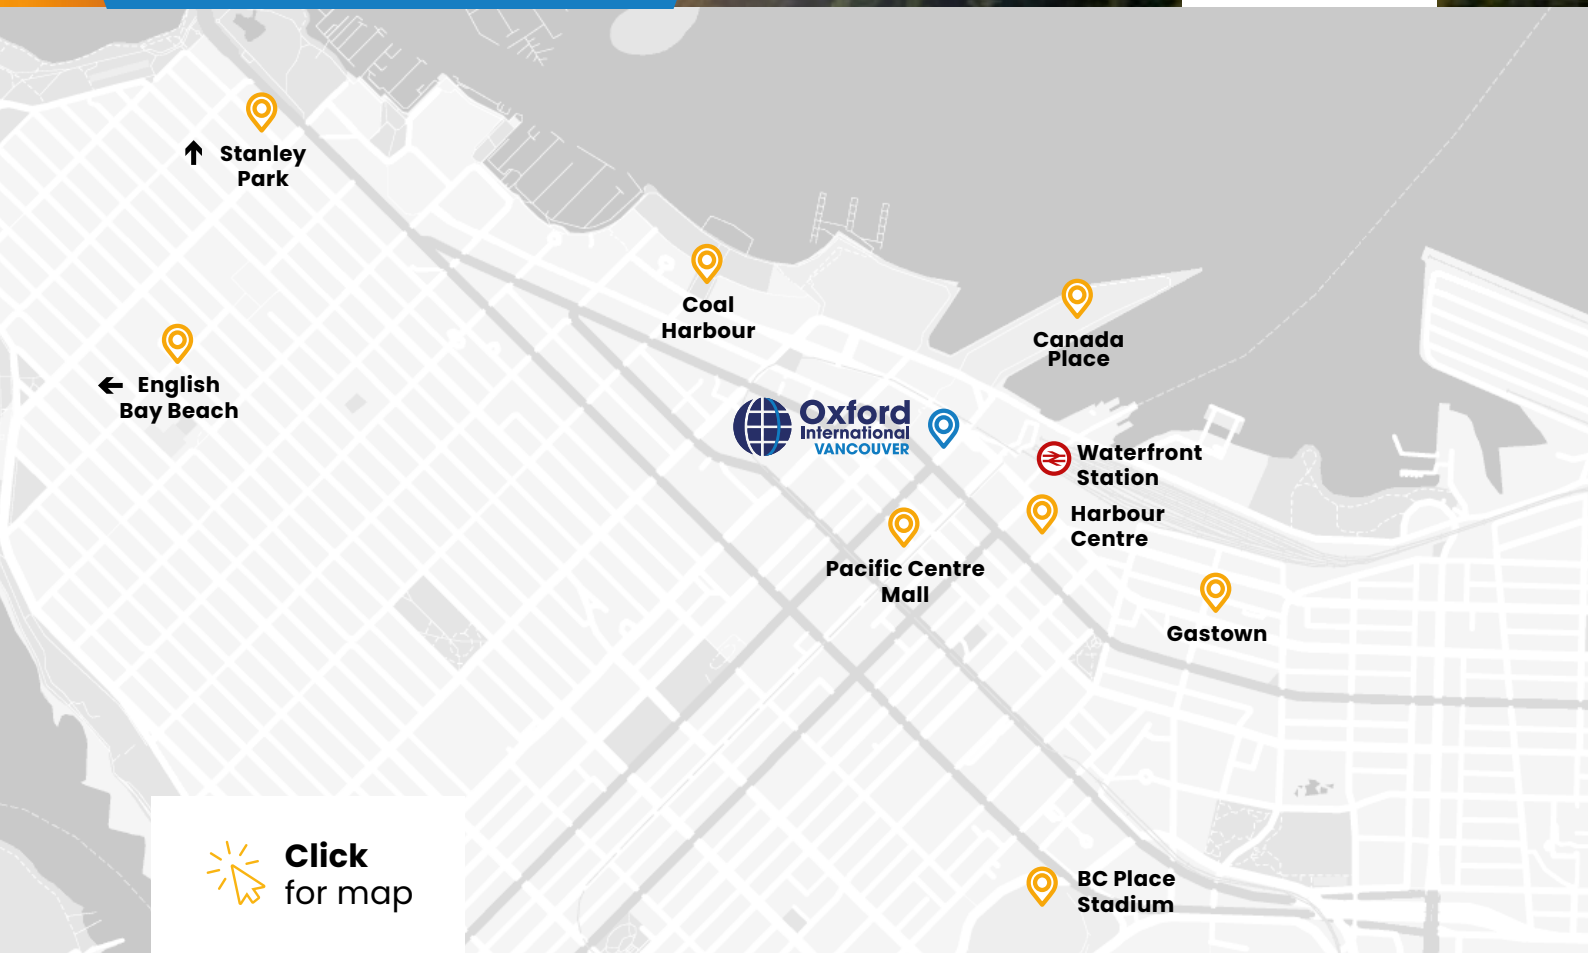 Stanley
Park
Coal
Harbour
Canada
Place
English
Bay Beach
Oxford
International
VANCOUVER
Waterfront
Station
Harbour
Centre
Pacific Centre
Mall
Gastown
Click
for map
BC Place
Stadium